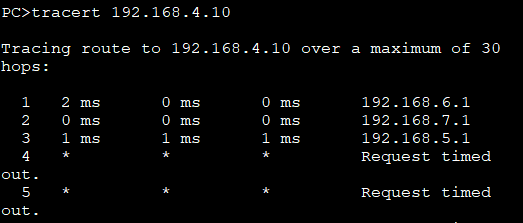 PC>tracert 192.168.4.10
Tracing route to 192.168.4.10 over a maximum of 30
hops:
1 2 ms 0 ms 0 ms 192.168.6.1
2 0 ms 0 ms 0 ms 192.168.7.1
3 1 ms 1 ms 1 ms 192.168.5.1
4 * * * Request timed
out.
5 * * * Request timed
out.